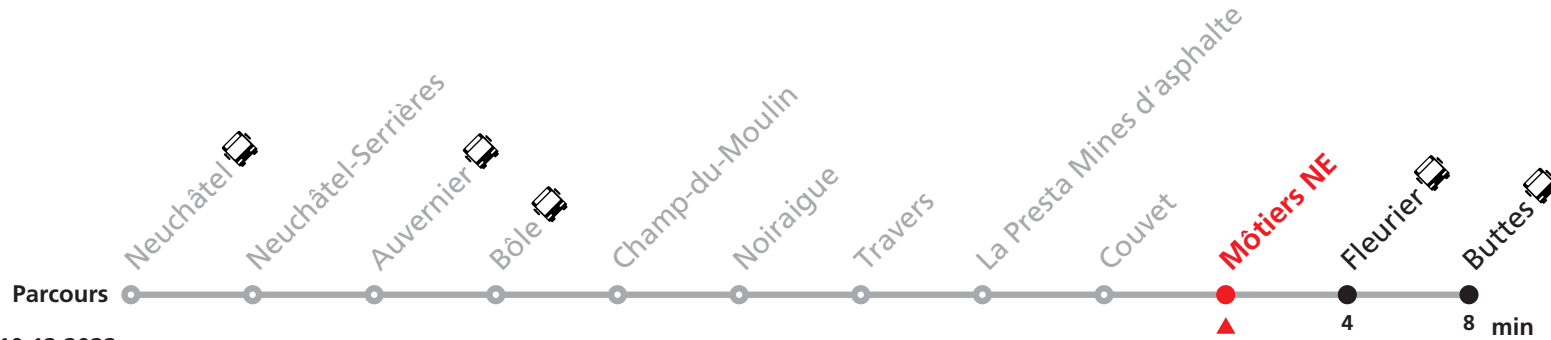 Neuchâtel
Neuchâtel-Serrières
Auvernier
Bôle
Champ-du-Moulin
Noiraigue
Travers
La Presta Mines d'asphalte
Couvet
Môtiers NE
Fleurier
Buttes
Parcours
4 8 min